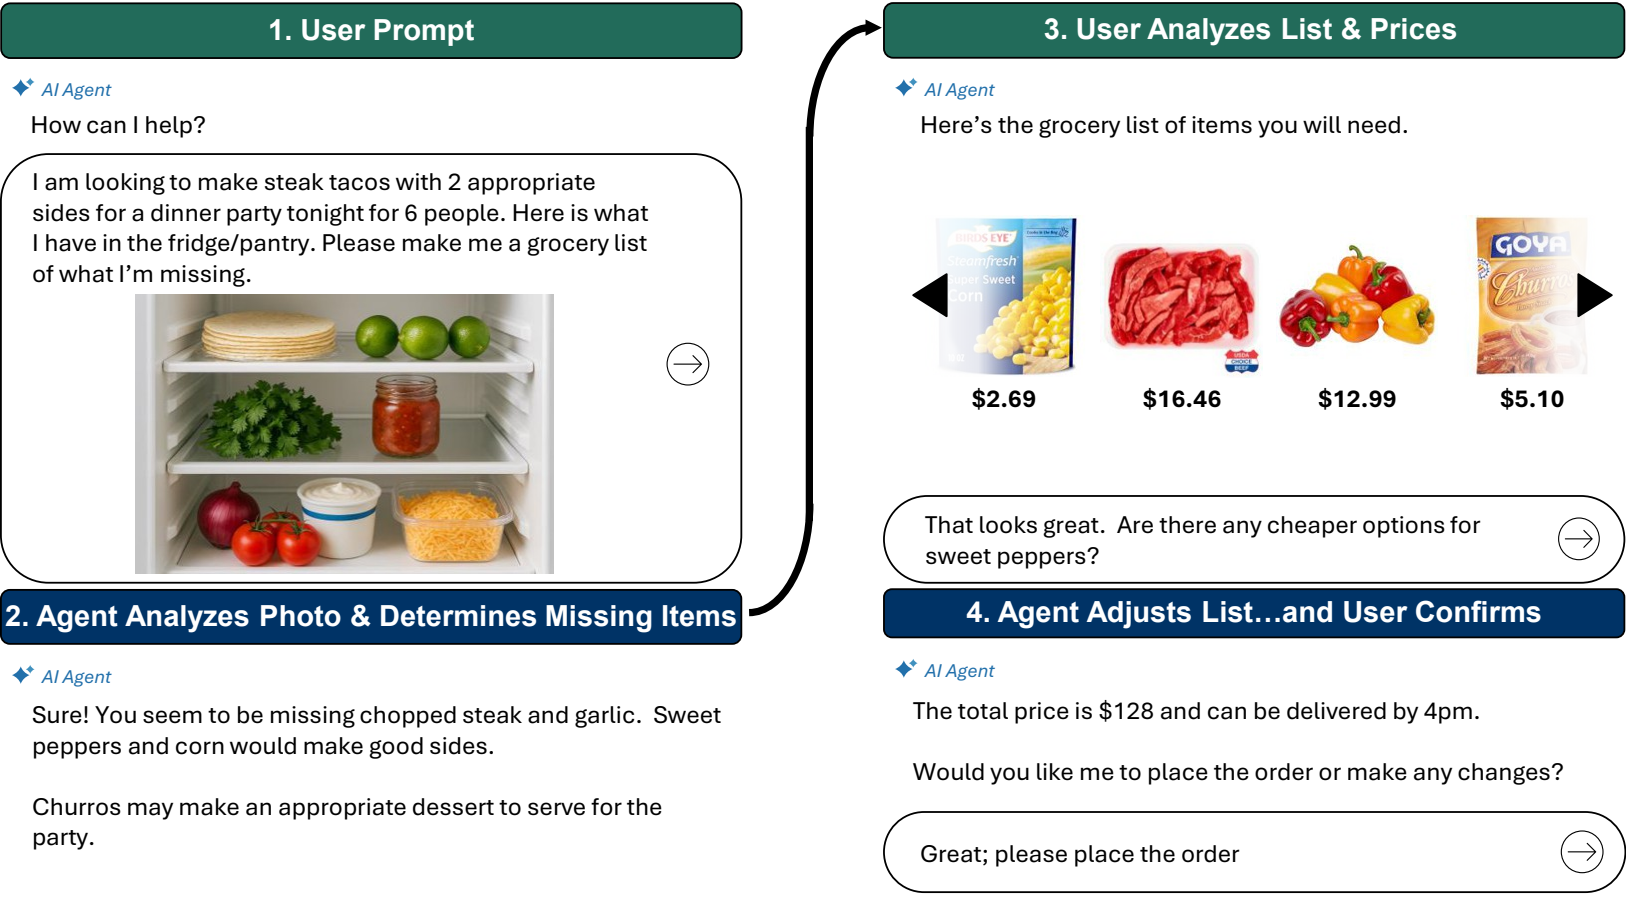 1. User Prompt
AI Agent
How can I help?
I am looking to make steak tacos with 2 appropriate
sides for a dinner party tonight for 6 people. Here is what
I have in the fridge/pantry. Please make me a grocery list
of what I'm missing.
2. Agent Analyzes Photo & Determines Missing Items
AI Agent
Sure! You seem to be missing chopped steak and garlic. Sweet
peppers and corn would make good sides.
Churros may make an appropriate dessert to serve for the
party.
3. User Analyzes List & Prices
AI Agent
Here's the grocery list of items you will need.
BIRDS EYE
Steamfresh
Super Sweet
Corn
$2.69
USDA
CHOICE
BEEF
$16.46
$12.99
GOYA
Churros
$5.10
That looks great. Are there any cheaper options for
sweet peppers?
4. Agent Adjusts List...and User Confirms
AI Agent
The total price is $128 and can be delivered by 4pm.
Would you like me to place the order or make any changes?
Great; please place the order